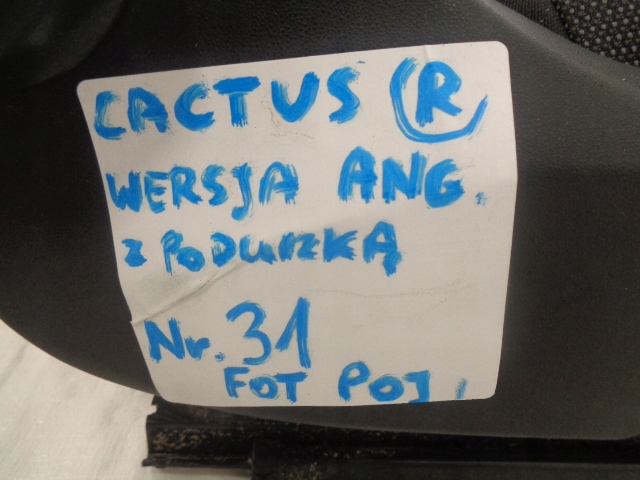 CACTUS R
WERSJA ANG.
Z PODUSZKĄ
Nr. 31
FOT POJ.